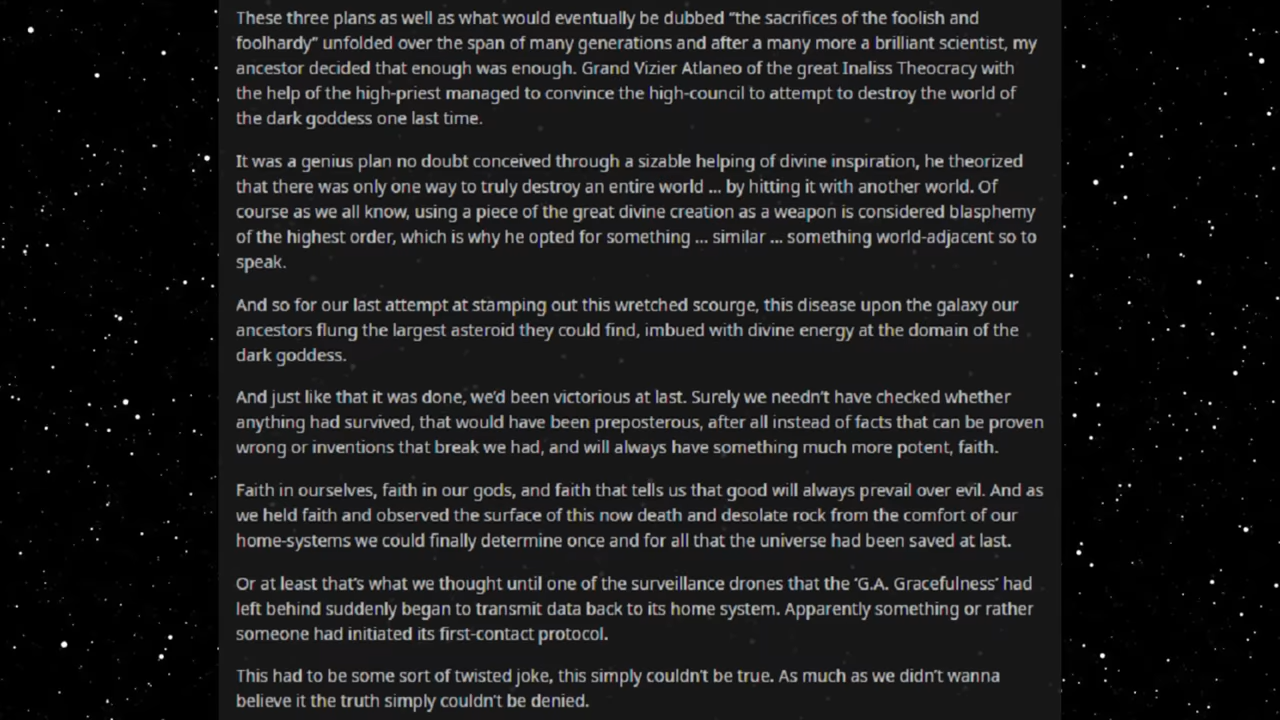 These three plans as well as what would eventually be dubbed “the sacrifices of the foolish and
foolhardy” unfolded over the span of many generations and after a many more a brilliant scientist, my
ancestor decided that enough was enough. Grand Vizier Atlaneo of the great Inaliss Theocracy with
the help of the high-priest managed to convince the high-council to attempt to destroy the world of
the dark goddess one last time.
It was a genius plan no doubt conceived through a sizable helping of divine inspiration, he theorized
that there was only one way to truly destroy an entire world ... by hitting it with another world. Of
course as we all know, using a piece of the great divine creation as a weapon is considered blasphemy
of the highest order, which is why he opted for something ... similar ... something world-adjacent so to
speak.
And so for our last attempt at stamping out this wretched scourge, this disease upon the galaxy our
ancestors flung the largest asteroid they could find, imbued with divine energy at the domain of the
dark goddess.
And just like that it was done, we’d been victorious at last. Surely we needn’t have checked whether
anything had survived, that would have been preposterous, after all instead of facts that can be proven
wrong or inventions that break we had, and will always have something much more potent, faith.
Faith in ourselves, faith in our gods, and faith that tells us that good will always prevail over evil. And as
we held faith and observed the surface of this now death and desolate rock from the comfort of our
home-systems we could finally determine once and for all that the universe had been saved at last.
Or at least that’s what we thought until one of the surveillance drones that the ‘G.A. Gracefulness’ had
left behind suddenly began to transmit data back to its home system. Apparently something or rather
someone had initiated its first-contact protocol.
This had to be some sort of twisted joke, this simply couldn’t be true. As much as we didn’t wanna
believe it the truth simply couldn’t be denied.